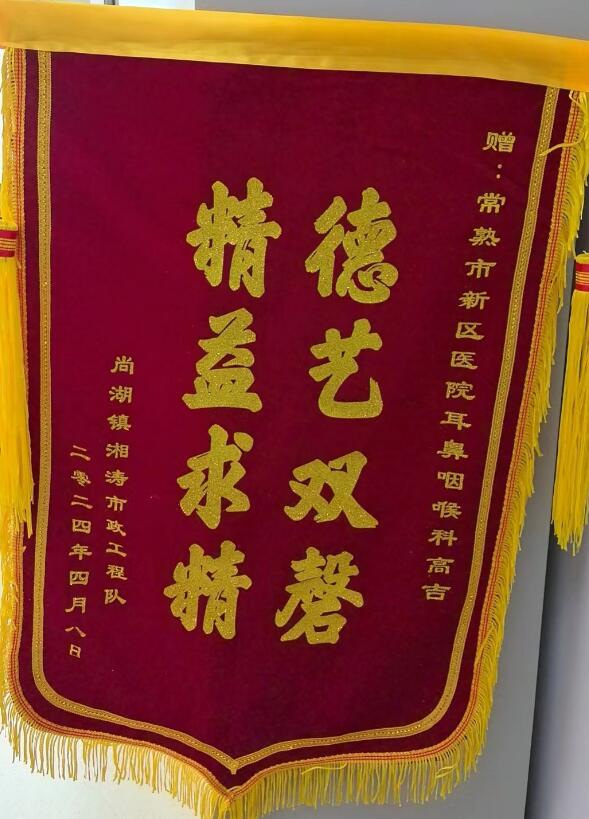 赠：常熟市新区医院耳鼻咽喉科高吉
德艺双磬
精益求精
尚湖镇湘涛市政工程队
二零二四年四月八日